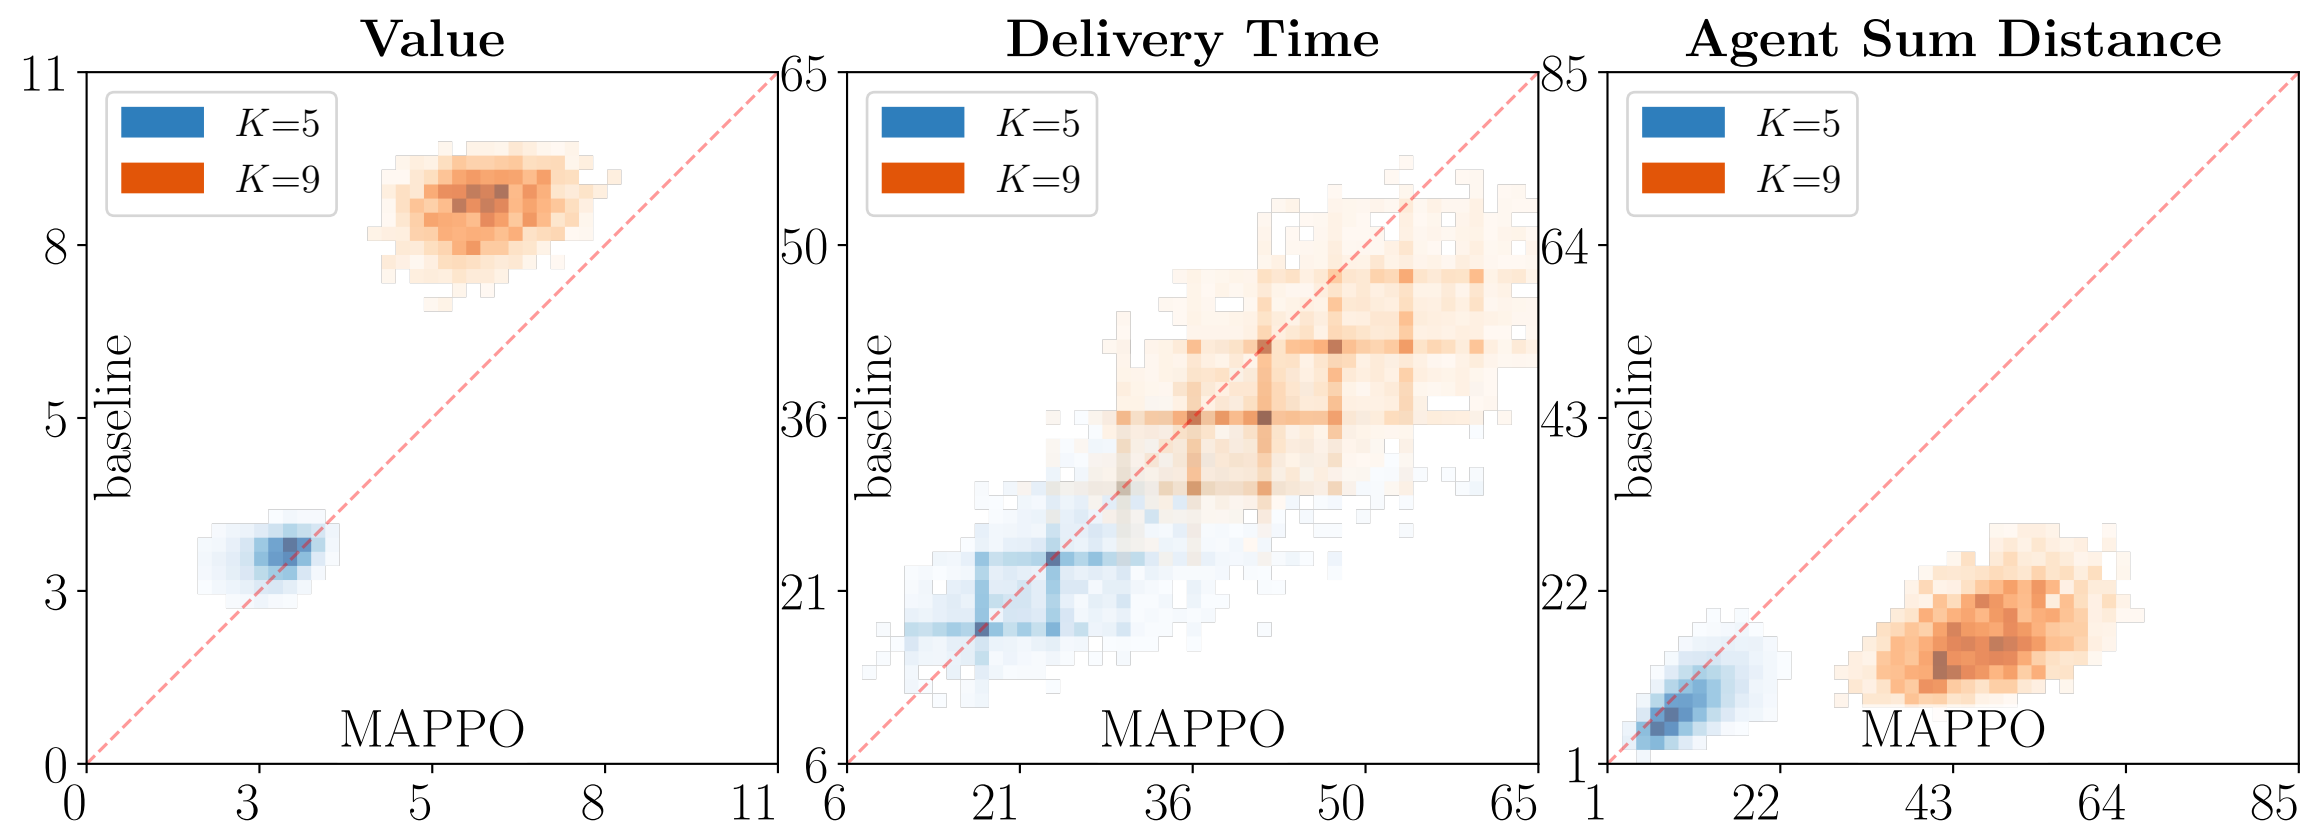 Value
11
8
5
3
0
K=5
K=9
baseline
MAPPO
0 3 5 8 11
Delivery Time
65
50
36
21
6
K=5
K=9
baseline
MAPPO
6 21 36 50 65
Agent Sum Distance
85
64
43
22
1
K=5
K=9
baseline
MAPPO
1 22 43 64 85